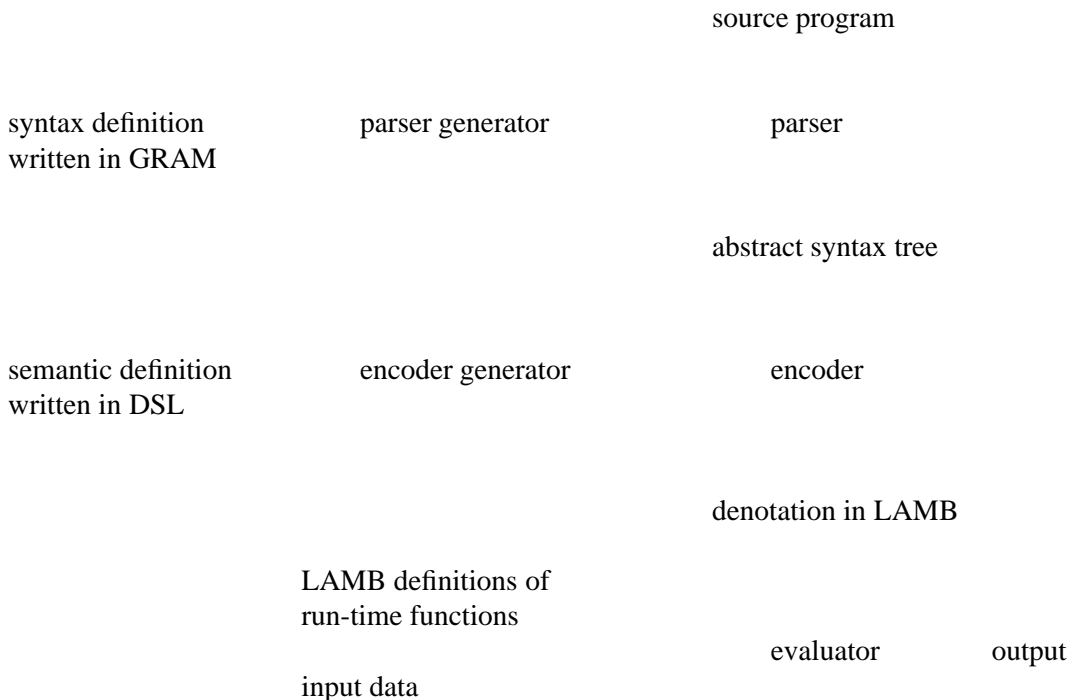 source program
syntax definition parser generator parser
written in GRAM
abstract syntax tree
semantic definition encoder generator encoder
written in DSL
denotation in LAMB
LAMB definitions of
run-time functions
evaluator output
input data